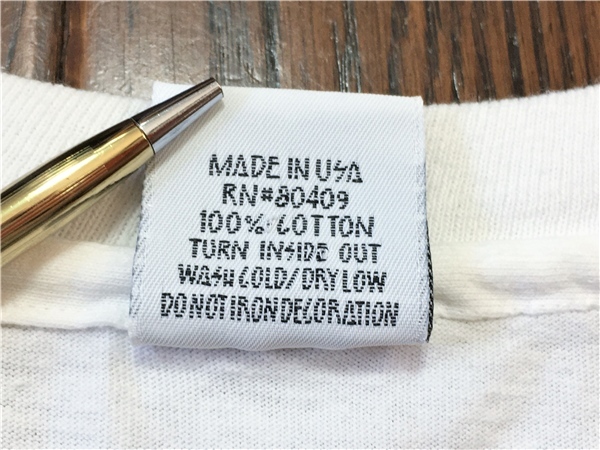 MADE IN USA
RN#80409
100% COTTON
TURN INSIDE OUT
WASH COLD/DRY LOW
DO NOT IRON DECORATION